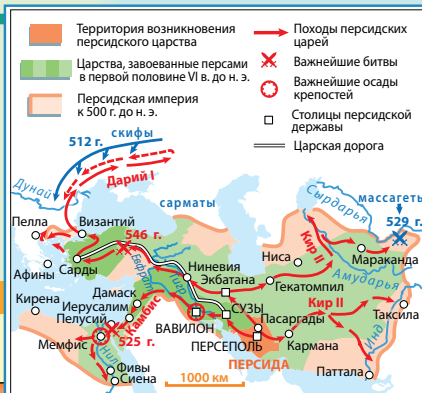 Территория возникновения
персидского царства
Царства, завоеванные персами
в первой половине VI в. до н. э.
Персидская империя
к 500 г. до н. э.
Походы персидских
царей
Важнейшие битвы
Важнейшие осады
крепостей
Столицы персидской
державы
Царская дорога
512 г.
скифы
Дарий I
Дунай
сарматы
массагеты
529 г.
Сырдарья
Амударья
Пелла
Византий
546 г.
Афины
Сарды
Евфрат
Тигр
Ниневия
Экбатана
Ниса
Гекатомпил
Кир II
Мараканда
Кирена
Дамаск
Иерусалим
Пелусий
Камбис
Мемфис
525 г.
Нил
Фивы
Сиена
ВАВИЛОН
СУЗЫ
Пасаргады
ПЕРСЕПОЛЬ
ПЕРСИДА
Кармана
Кир II
Таксила
Инд
Паттала
1000 км